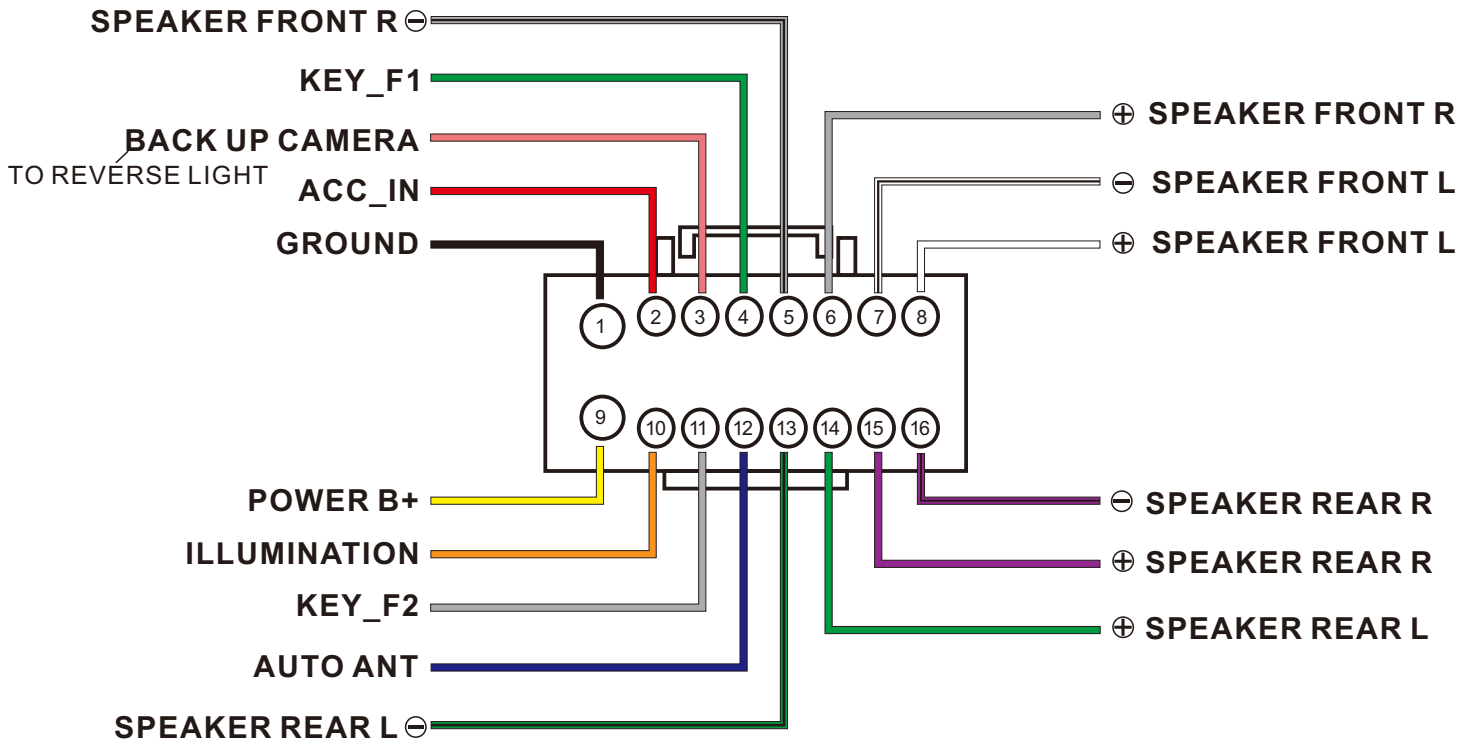 SPEAKER FRONT R ⊖
KEY_F1
BACK UP CAMERA
TO REVERSE LIGHT
ACC_IN
GROUND
⊕ SPEAKER FRONT R
⊖ SPEAKER FRONT L
⊕ SPEAKER FRONT L
1 2 3 4 5 6 7 8
9 10 11 12 13 14 15 16
POWER B+
ILLUMINATION
KEY_F2
AUTO ANT
SPEAKER REAR L ⊖
⊖ SPEAKER REAR R
⊕ SPEAKER REAR R
⊕ SPEAKER REAR L